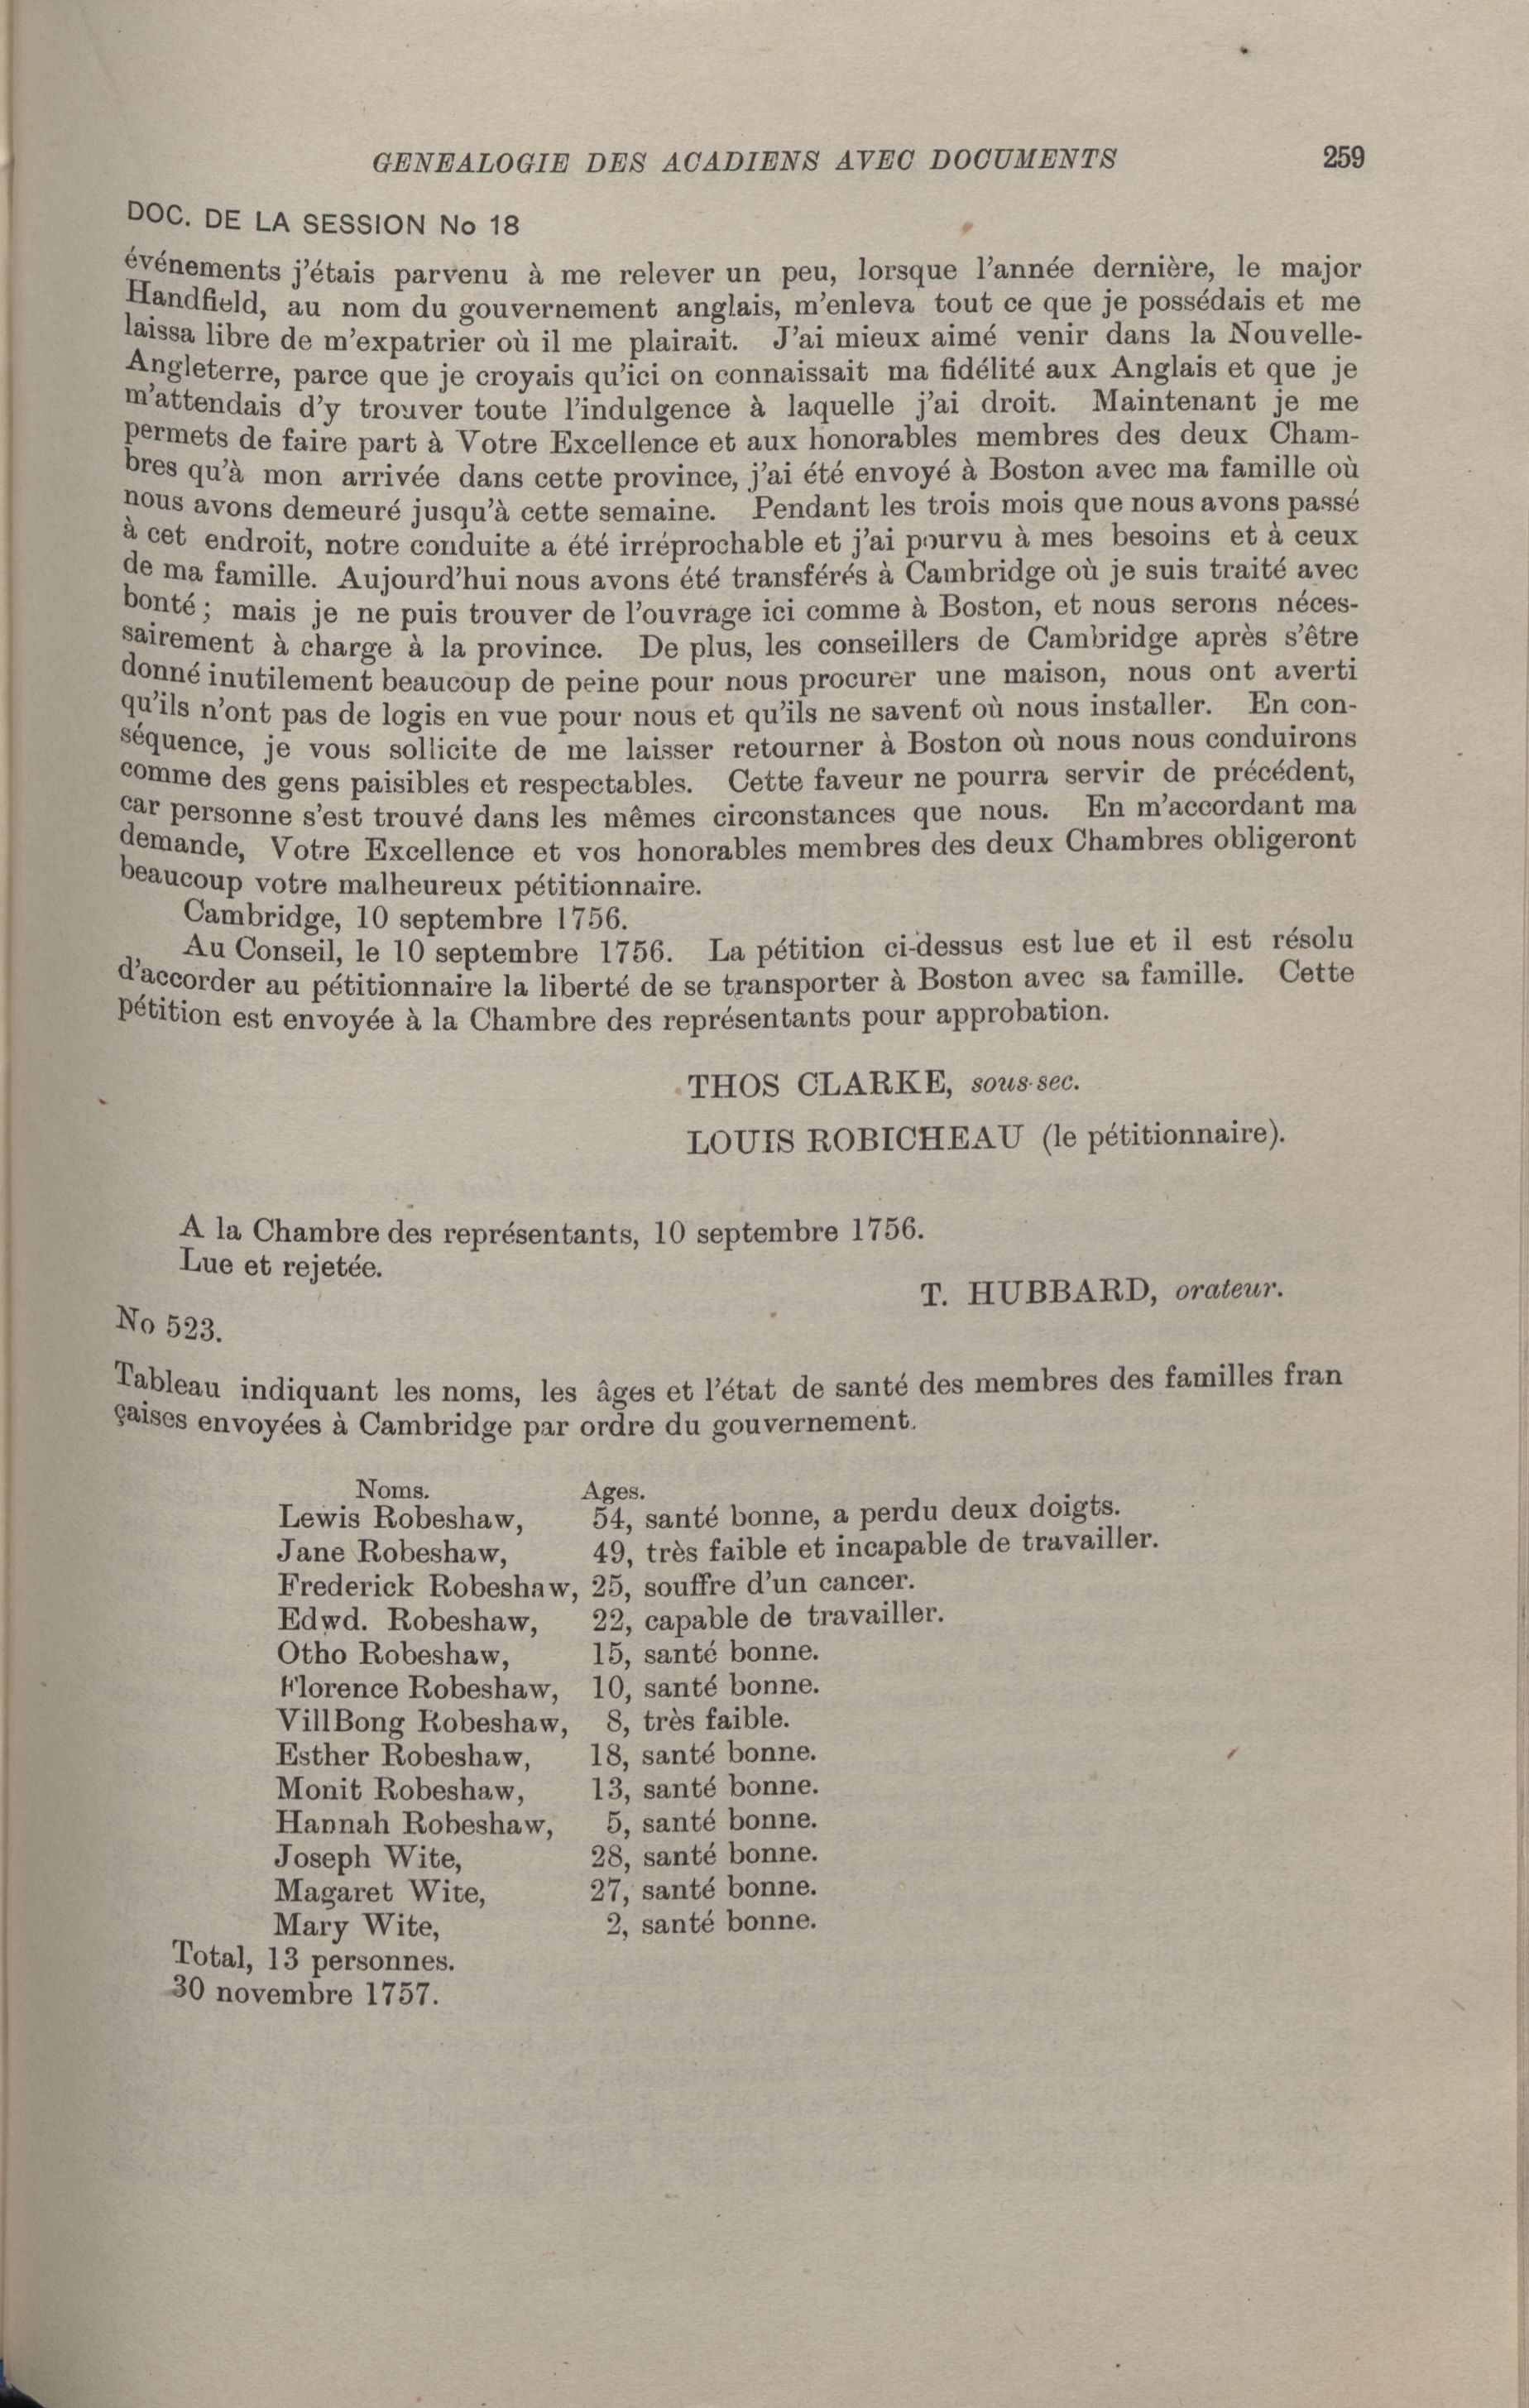 GENEALOGIE DES ACADIENS AVEC DOCUMENTS 259
DOC. DE LA SESSION No 18
événements j'étais parvenu à me relever un peu, lorsque l'année dernière, le major
Handfield, au nom du gouvernement anglais, m'enleva tout ce que je possédais et me
laissa libre de m'expatrier où il me plairait. J'ai mieux aimé venir dans la Nouvelle-
Angleterre, parce que je croyais qu'ici on connaissait ma fidélité aux Anglais et que je
m'attendais d'y trouver toute l'indulgence à laquelle j'ai droit. Maintenant je me
permets de faire part à Votre Excellence et aux honorables membres des deux Cham-
bres qu'à mon arrivée dans cette province, j'ai été envoyé à Boston avec ma famille où
nous avons demeuré jusqu'à cette semaine. Pendant les trois mois que nous avons passé
à cet endroit, notre conduite a été irréprochable et j'ai pourvu à mes besoins et à ceux
de ma famille. Aujourd'hui nous avons été transférés à Cambridge où je suis traité avec
bonté ; mais je ne puis trouver de l'ouvrage ici comme à Boston, et nous serons néces-
sairement à charge à la province. De plus, les conseillers de Cambridge après s'être
donné inutilement beaucoup de peine pour nous procurer une maison, nous ont averti
qu'ils n'ont pas de logis en vue pour nous et qu'ils ne savent où nous installer. En con-
séquence, je vous sollicite de me laisser retourner à Boston où nous nous conduirons
comme des gens paisibles et respectables. Cette faveur ne pourra servir de précédent,
car personne s'est trouvé dans les mêmes circonstances que nous. En m'accordant ma
demande, Votre Excellence et vos honorables membres des deux Chambres obligeront
beaucoup votre malheureux pétitionnaire.
Cambridge, 10 septembre 1756.
Au Conseil, le 10 septembre 1756. La pétition ci-dessus est lue et il est résolu
d'accorder au pétitionnaire la liberté de se transporter à Boston avec sa famille. Cette
pétition est envoyée à la Chambre des représentants pour approbation.
THOS CLARKE, sous-sec.
LOUIS ROBICHEAU (le pétitionnaire).
A la Chambre des représentants, 10 septembre 1756.
Lue et rejetée.
T. HUBBARD, orateur.
No 523.
Tableau indiquant les noms, les âges et l'état de santé des membres des familles fran
çaises envoyées à Cambridge par ordre du gouvernement.
Noms. Ages.
Lewis Robeshaw, 54, santé bonne, a perdu deux doigts.
Jane Robeshaw, 49, très faible et incapable de travailler.
Frederick Robeshaw, 25, souffre d'un cancer.
Edwd. Robeshaw, 22, capable de travailler.
Otho Robeshaw, 15, santé bonne.
Florence Robeshaw, 10, santé bonne.
VillBong Robeshaw, 8, très faible.
Esther Robeshaw, 18, santé bonne.
Monit Robeshaw, 13, santé bonne.
Hannah Robeshaw, 5, santé bonne.
Joseph Wite, 28, santé bonne.
Magaret Wite, 27, santé bonne.
Mary Wite, 2, santé bonne.
Total, 13 personnes.
30 novembre 1757.